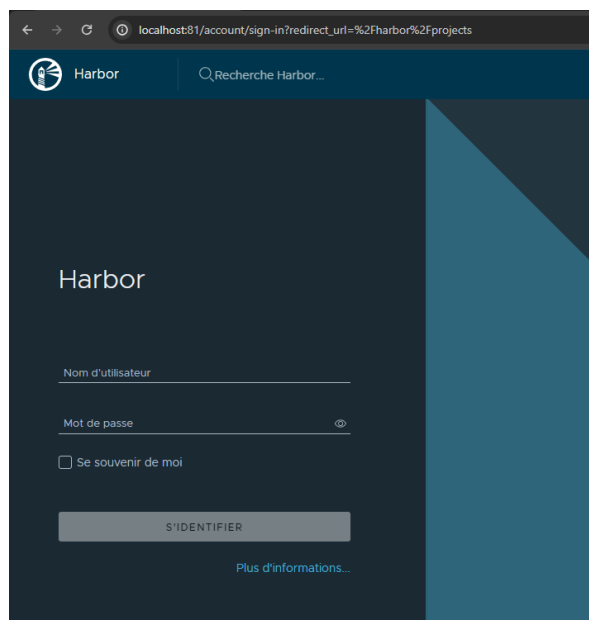 localhost:81/account/sign-in?redirect_url=%2Fharbor%2Fprojects
Harbor
Recherche Harbor...
Harbor
Nom d'utilisateur
Mot de passe
Se souvenir de moi
S'IDENTIFIER
Plus d'informations...